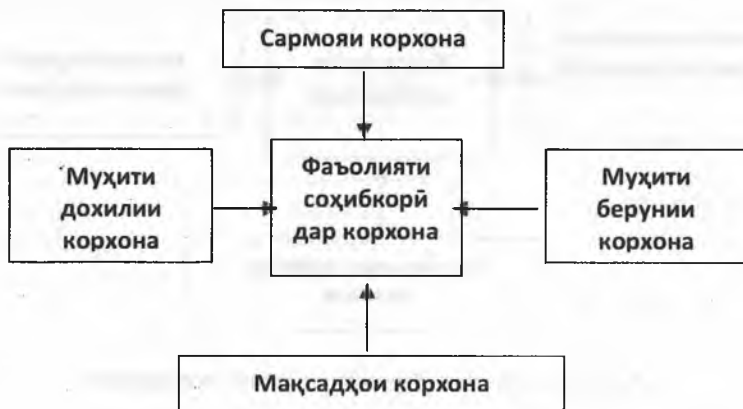 Сармояи корхона
Муҳити
дохилии
корхона
Фаъолияти
соҳибкорӣ
дар корхона
Муҳити
берунии
корхона
Мақсадҳои корхона